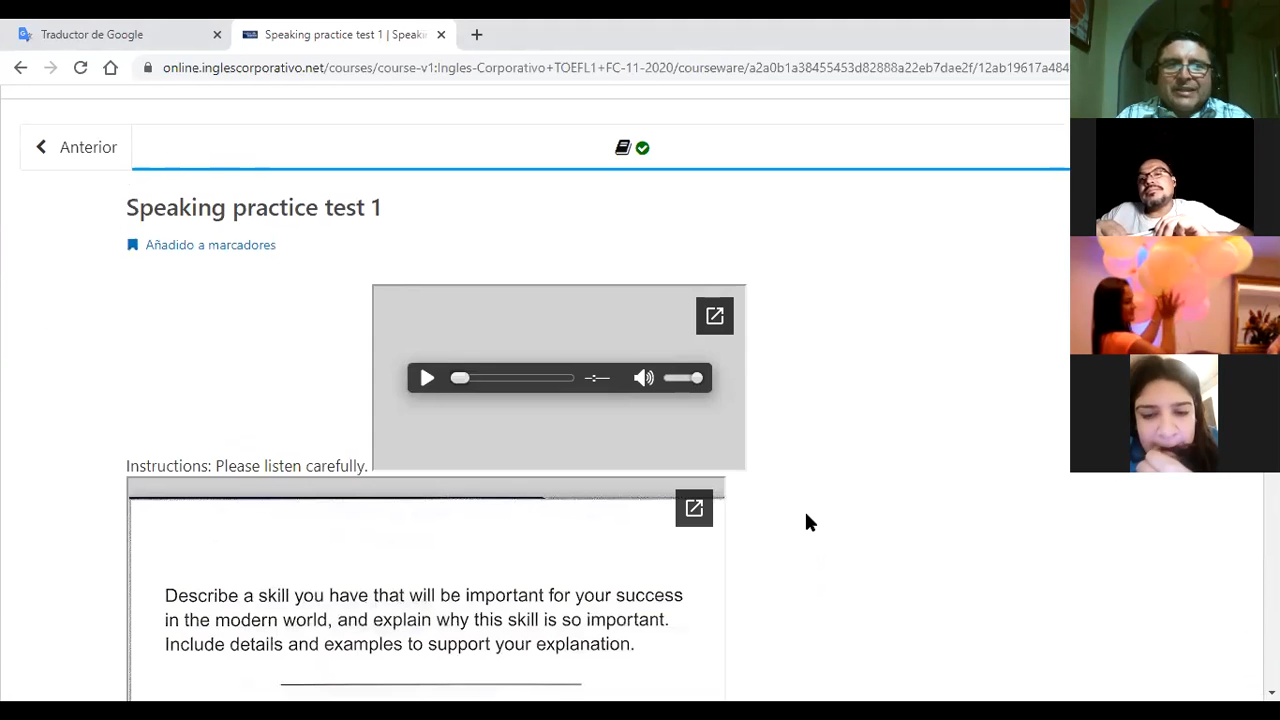 Traductor de Google
Speaking practice test 1 | Speaki
online.inglescorporativo.net/courses/course-v1:Ingles-Corporativo+TOEFL1+FC-11-2020/courseware/a2a0b1a38455453d82888a22eb7dae2f/12ab19617a484
Anterior
Speaking practice test 1
Añadido a marcadores
Instructions: Please listen carefully.
Describe a skill you have that will be important for your success
in the modern world, and explain why this skill is so important.
Include details and examples to support your explanation.